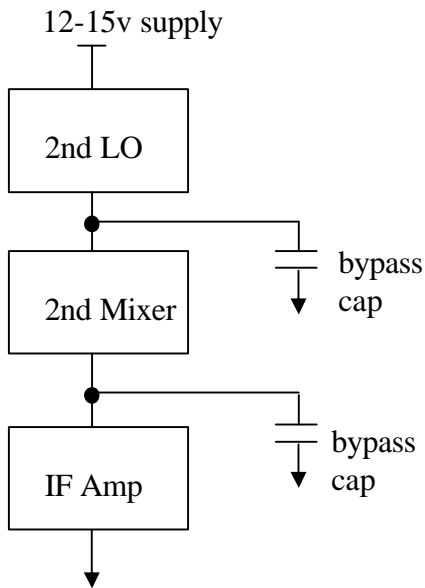 12-15v supply
2nd LO
bypass
cap
2nd Mixer
bypass
cap
IF Amp